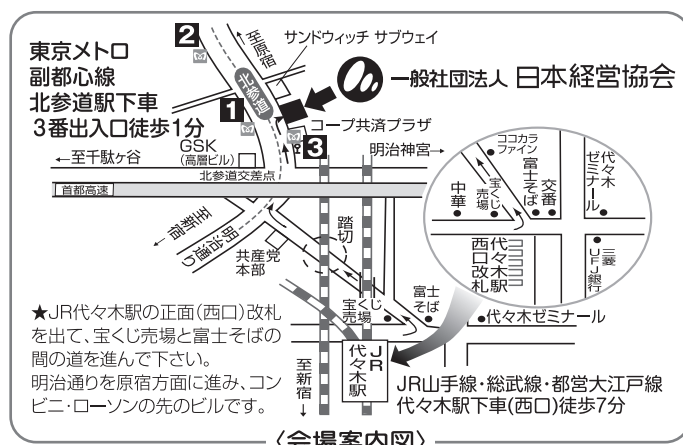 東京メトロ
副都心線
北参道駅下車
3番出入口徒歩1分
2
至原宿
サンドウィッチ サブウェイ
北参道
一般社団法人 日本経営協会
1
3
コープ共済プラザ
GSK
(高層ビル)
←至千駄ヶ谷
明治神宮→
北参道交差点
首都高速
至新宿
明治通り
共産党
本部
踏切
ココカラ
ファイン
宝くじ
売場
富士そば
交番
代々木
ゼミナール
中華
代々木駅
西口改札
三菱
UFJ銀行
宝くじ
売場
富士
そば
代々木ゼミナール
★JR代々木駅の正面(西口)改札
を出て、宝くじ売場と富士そばの
間の道を進んで下さい。
明治通りを原宿方面に進み、コン
ビニ・ローソンの先のビルです。
至新宿
JR
代々木駅
JR山手線・総武線・都営大江戸線
代々木駅下車(西口)徒歩7分
〈会場案内図〉